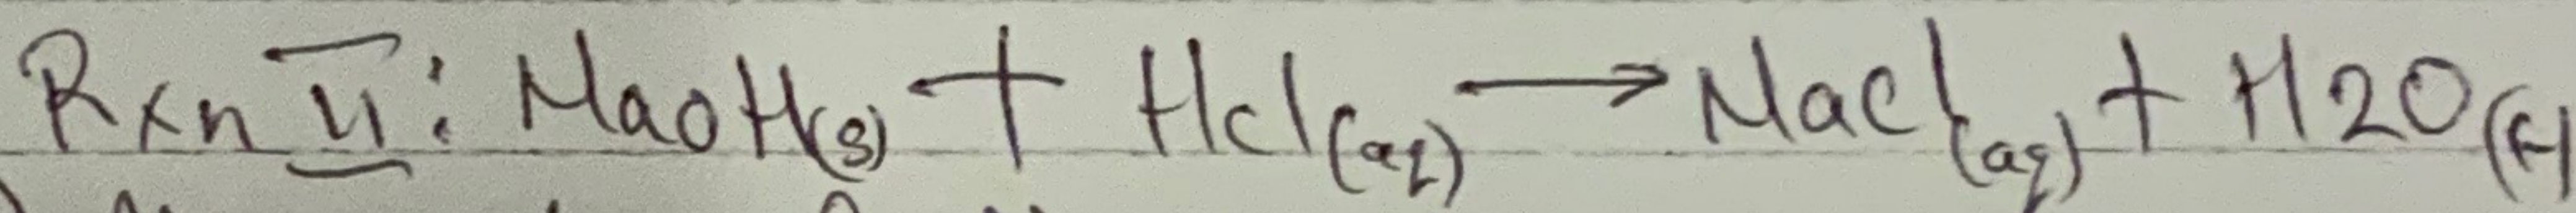 Rxn II: NaOH(s) + Hcl(aq) → Nacl(aq) + H2O(l)